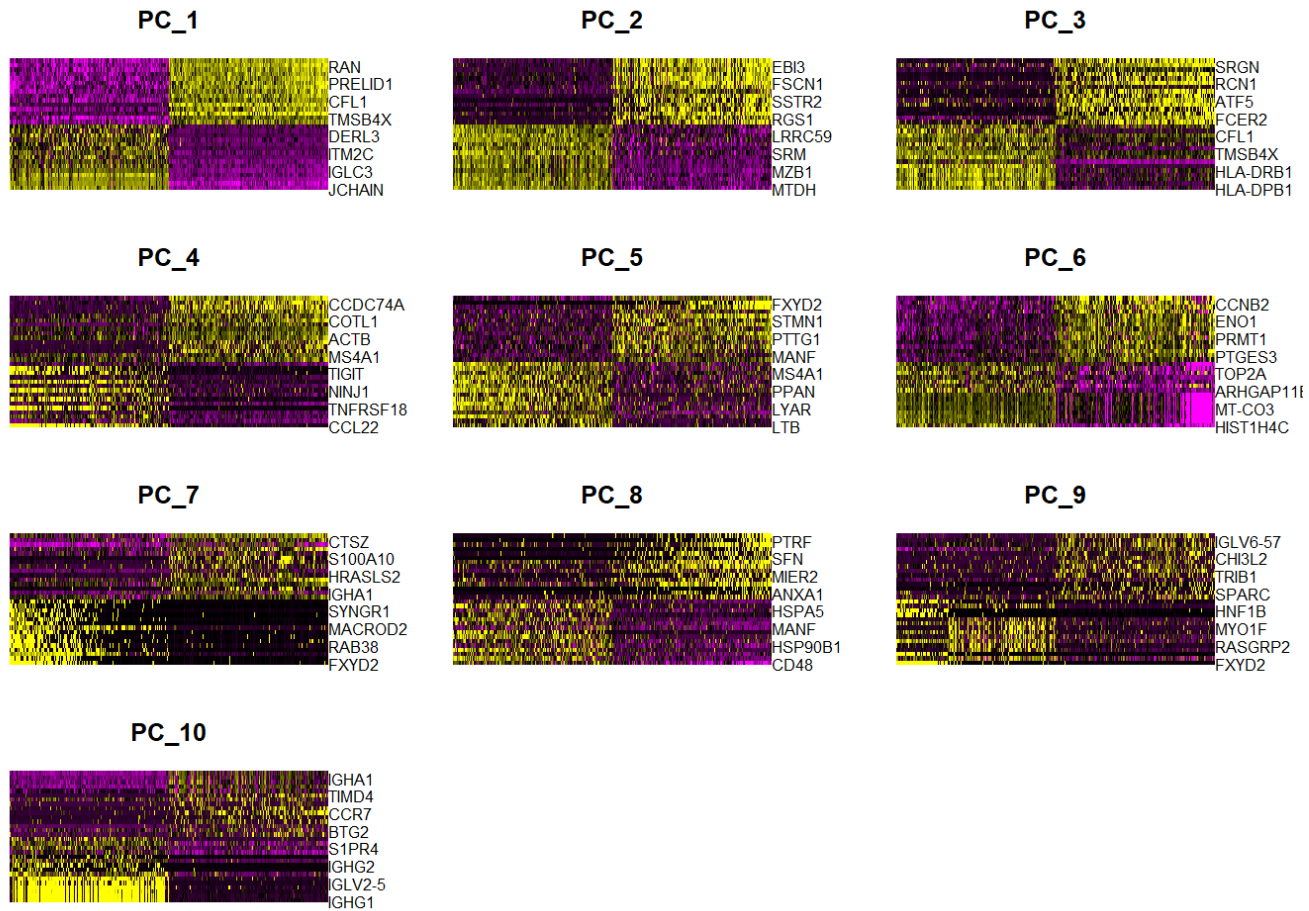 PC_1
PC_2
PC_3
RAN
PRELID1
CFL1
TMSB4X
DERL3
ITM2C
IGLC3
JCHAIN
EBI3
FSCN1
SSTR2
RGS1
LRRC59
SRM
MZB1
MTDH
SRGN
RCN1
ATF5
FCER2
CFL1
TMSB4X
HLA-DRB1
HLA-DPB1
PC_4
PC_5
PC_6
CCDC74A
COTL1
ACTB
MS4A1
TIGIT
NINJ1
TNFRSF18
CCL22
FXYD2
STMN1
PTTG1
MANF
MS4A1
PPAN
LYAR
LTB
CCNB2
ENO1
PRMT1
PTGES3
TOP2A
ARHGAP11
MT-CO3
HIST1H4C
PC_7
PC_8
PC_9
CTSZ
S100A10
HRASLS2
IGHA1
SYNGR1
MACROD2
RAB38
FXYD2
PTRF
SFN
MIER2
ANXA1
HSPA5
MANF
HSP90B1
CD48
IGLV6-57
CHI3L2
TRIB1
SPARC
HNF1B
MYO1F
RASGRP2
FXYD2
PC_10
IGHA1
TIMD4
CCR7
BTG2
S1PR4
IGHG2
IGLV2-5
IGHG1